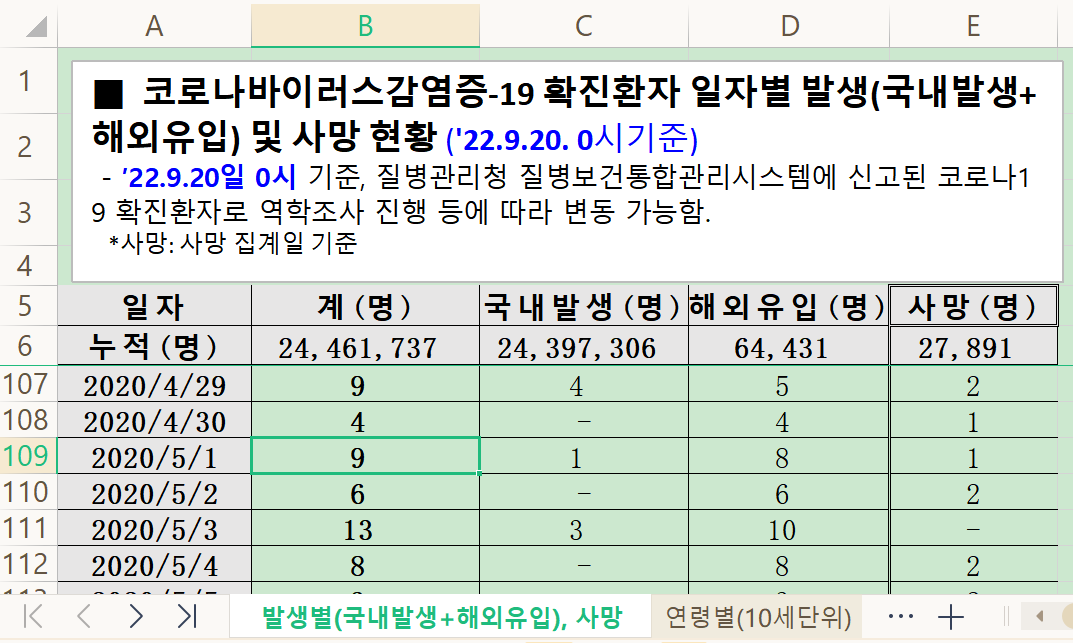 A B C D E
1 ■ 코로나바이러스감염증-19 확진환자 일자별 발생(국내발생+
2 해외유입) 및 사망 현황 ('22.9.20. 0시기준)
- ’22.9.20일 0시 기준, 질병관리청 질병보건통합관리시스템에 신고된 코로나1
3 9 확진환자로 역학조사 진행 등에 따라 변동 가능함.
4 *사망: 사망 집계일 기준
5 일자 계(명) 국내발생(명) 해외유입(명) 사망(명)
6 누적(명) 24,461,737 24,397,306 64,431 27,891
107 2020/4/29 9 4 5 2
108 2020/4/30 4 - 4 1
109 2020/5/1 9 1 8 1
110 2020/5/2 6 - 6 2
111 2020/5/3 13 3 10 -
112 2020/5/4 8 - 8 2
발생별(국내발생+해외유입), 사망 연령별(10세단위) ··· +